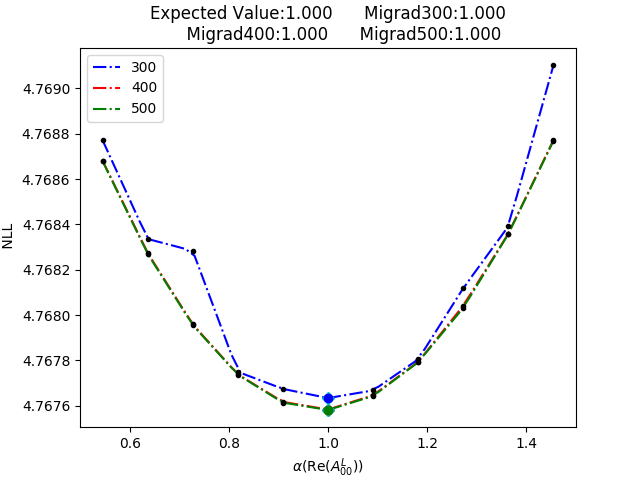 Expected Value:1.000 Migrad300:1.000
Migrad400:1.000 Migrad500:1.000
300
400
500
4.7690
4.7688
4.7686
4.7684
4.7682
4.7680
4.7678
4.7676
NLL
0.6 0.8 1.0 1.2 1.4
α(Re(A^L_00))